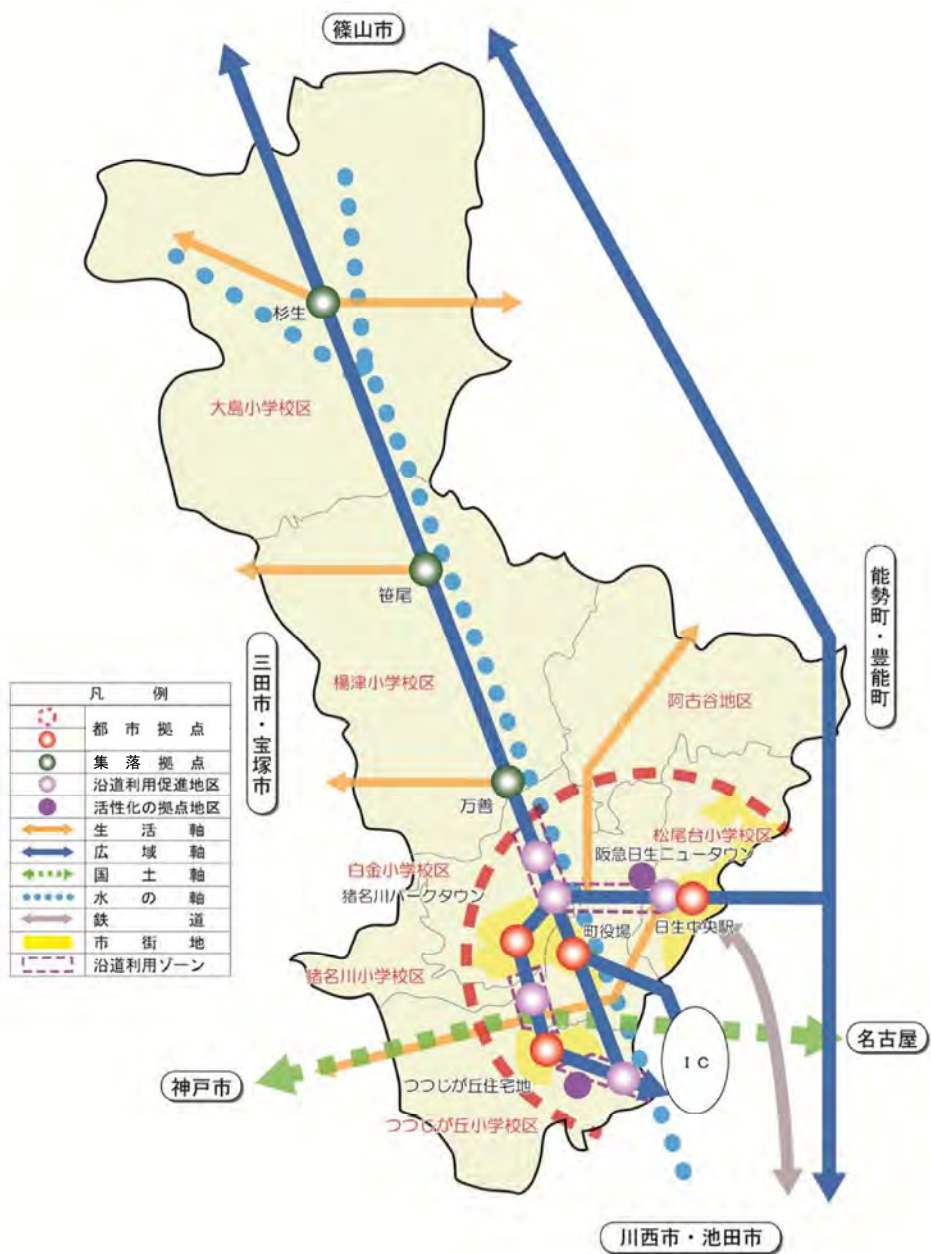 篠山市
杉生
大島小学校区
笹尾
能勢町・豊能町
三田市・宝塚市
楊津小学校区
阿古谷地区
凡例
都市拠点
集落拠点
沿道利用促進地区
活性化の拠点地区
生活軸
広域軸
国土軸
水の軸
鉄道
市街地
沿道利用ゾーン
万善
松尾台小学校区
阪急日生ニュータウン
白金小学校区
猪名川パークタウン
町役場
日生中央駅
猪名川小学校区
名古屋
IC
神戸市
つつじが丘住宅地
つつじが丘小学校区
川西市・池田市